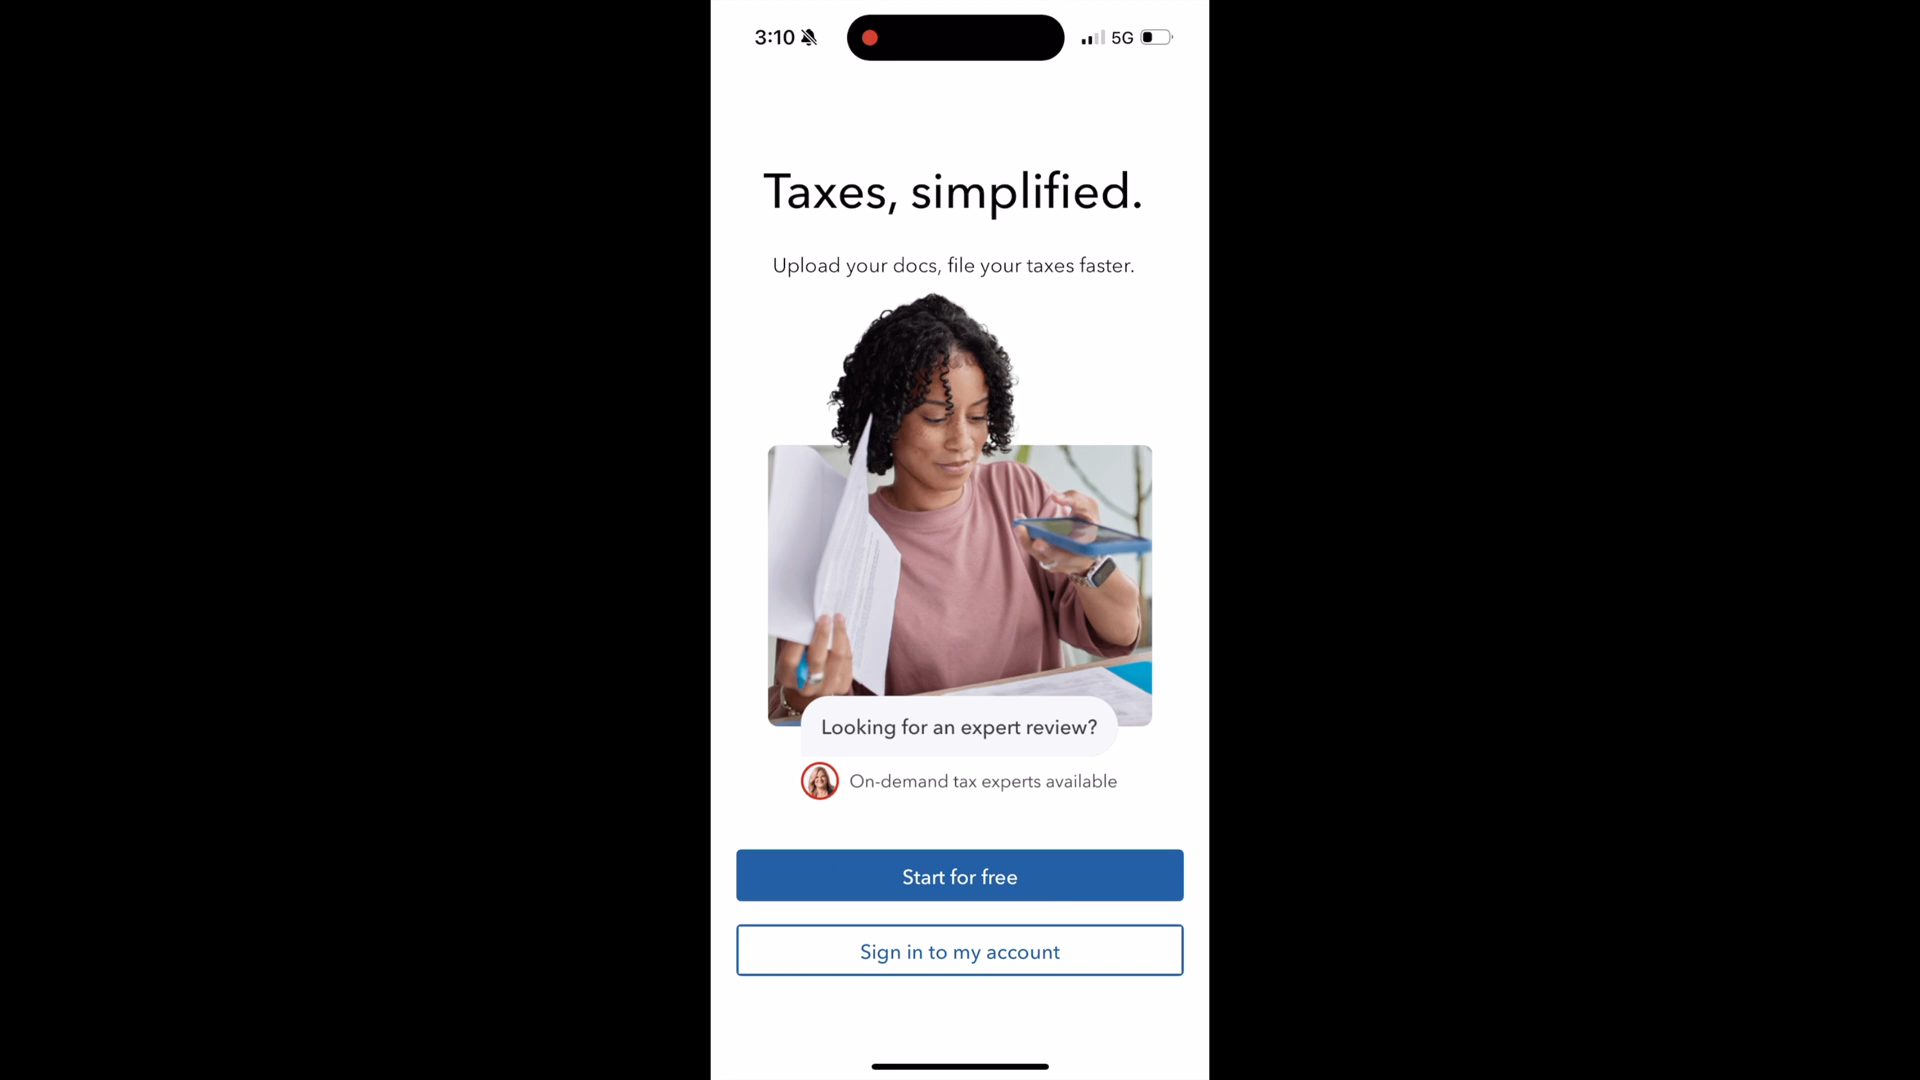 3:10
5G
Taxes, simplified.
Upload your docs, file your taxes faster.
Looking for an expert review?
On-demand tax experts available
Start for free
Sign in to my account